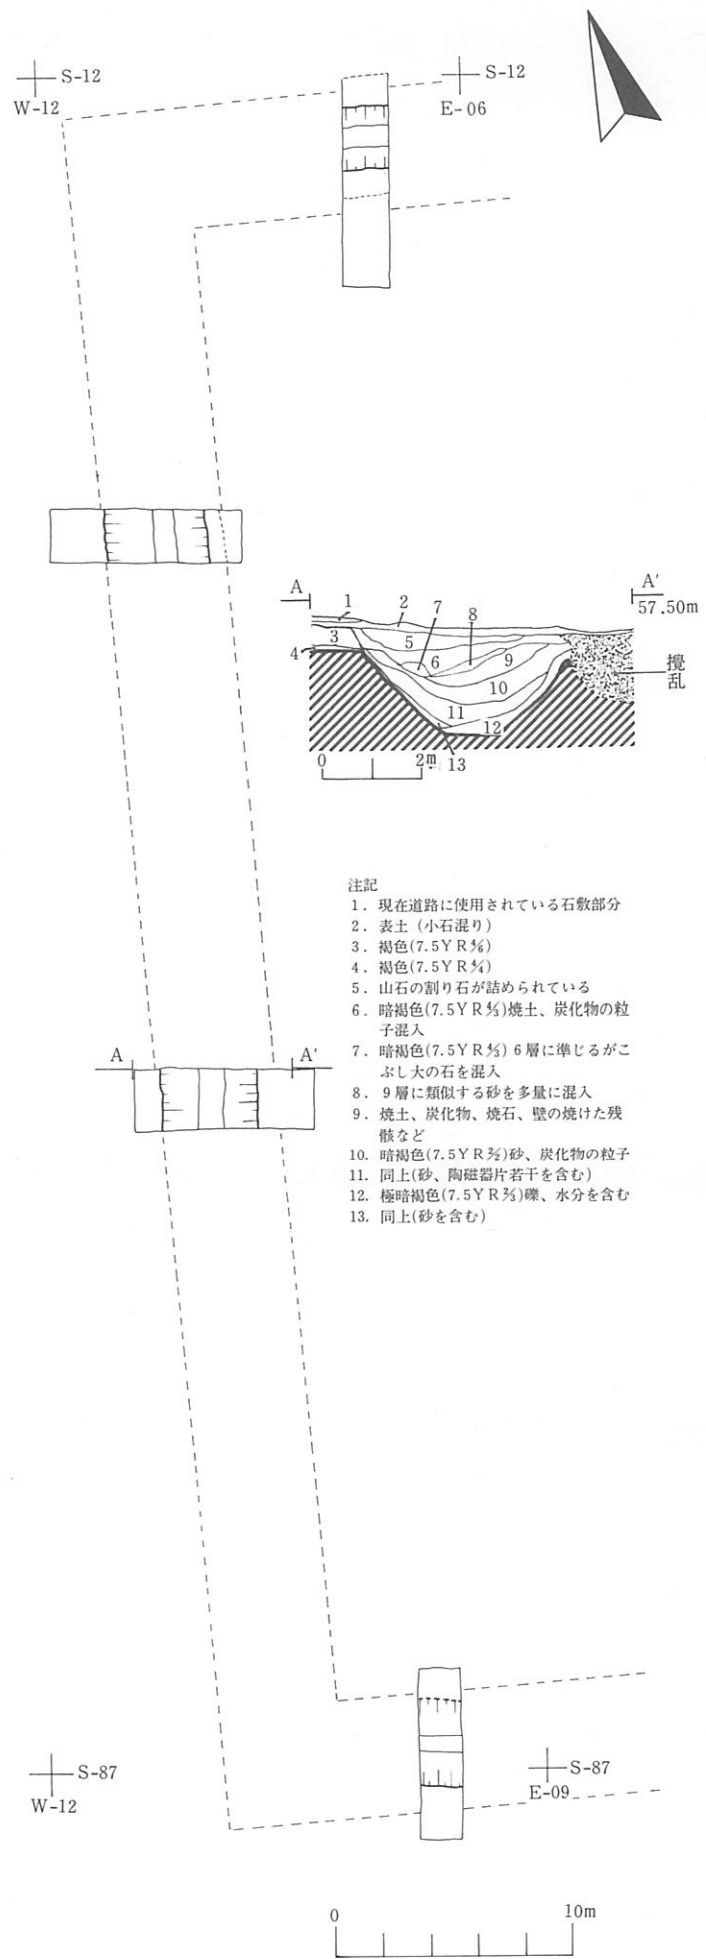 S-12
W-12
S-12
E-06
A
A′
57.50m
1
2
7
8
3
4
5
6
9
10
11
12
13
攪乱
0
2m
注記
1. 現在道路に使用されている石敷部分
2. 表土(小石混り)
3. 褐色(7.5YR4/6)
4. 褐色(7.5YR4/4)
5. 山石の割り石が詰められている
6. 暗褐色(7.5YR)焼土、炭化物の粒
子混入
7. 暗褐色(7.5YR)6層に準じるがこ
ぶし大の石を混入
8. 9層に類似する砂を多量に混入
9. 焼土、炭化物、焼石、壁の焼けた残
骸など
10. 暗褐色(7.5YR)砂、炭化物の粒子
11. 同上(砂、陶磁器片若干を含む)
12. 極暗褐色(7.5YR2/3)礫、水分を含む
13. 同上(砂を含む)
A
A′
S-87
W-12
S-87
E-09
0
10m